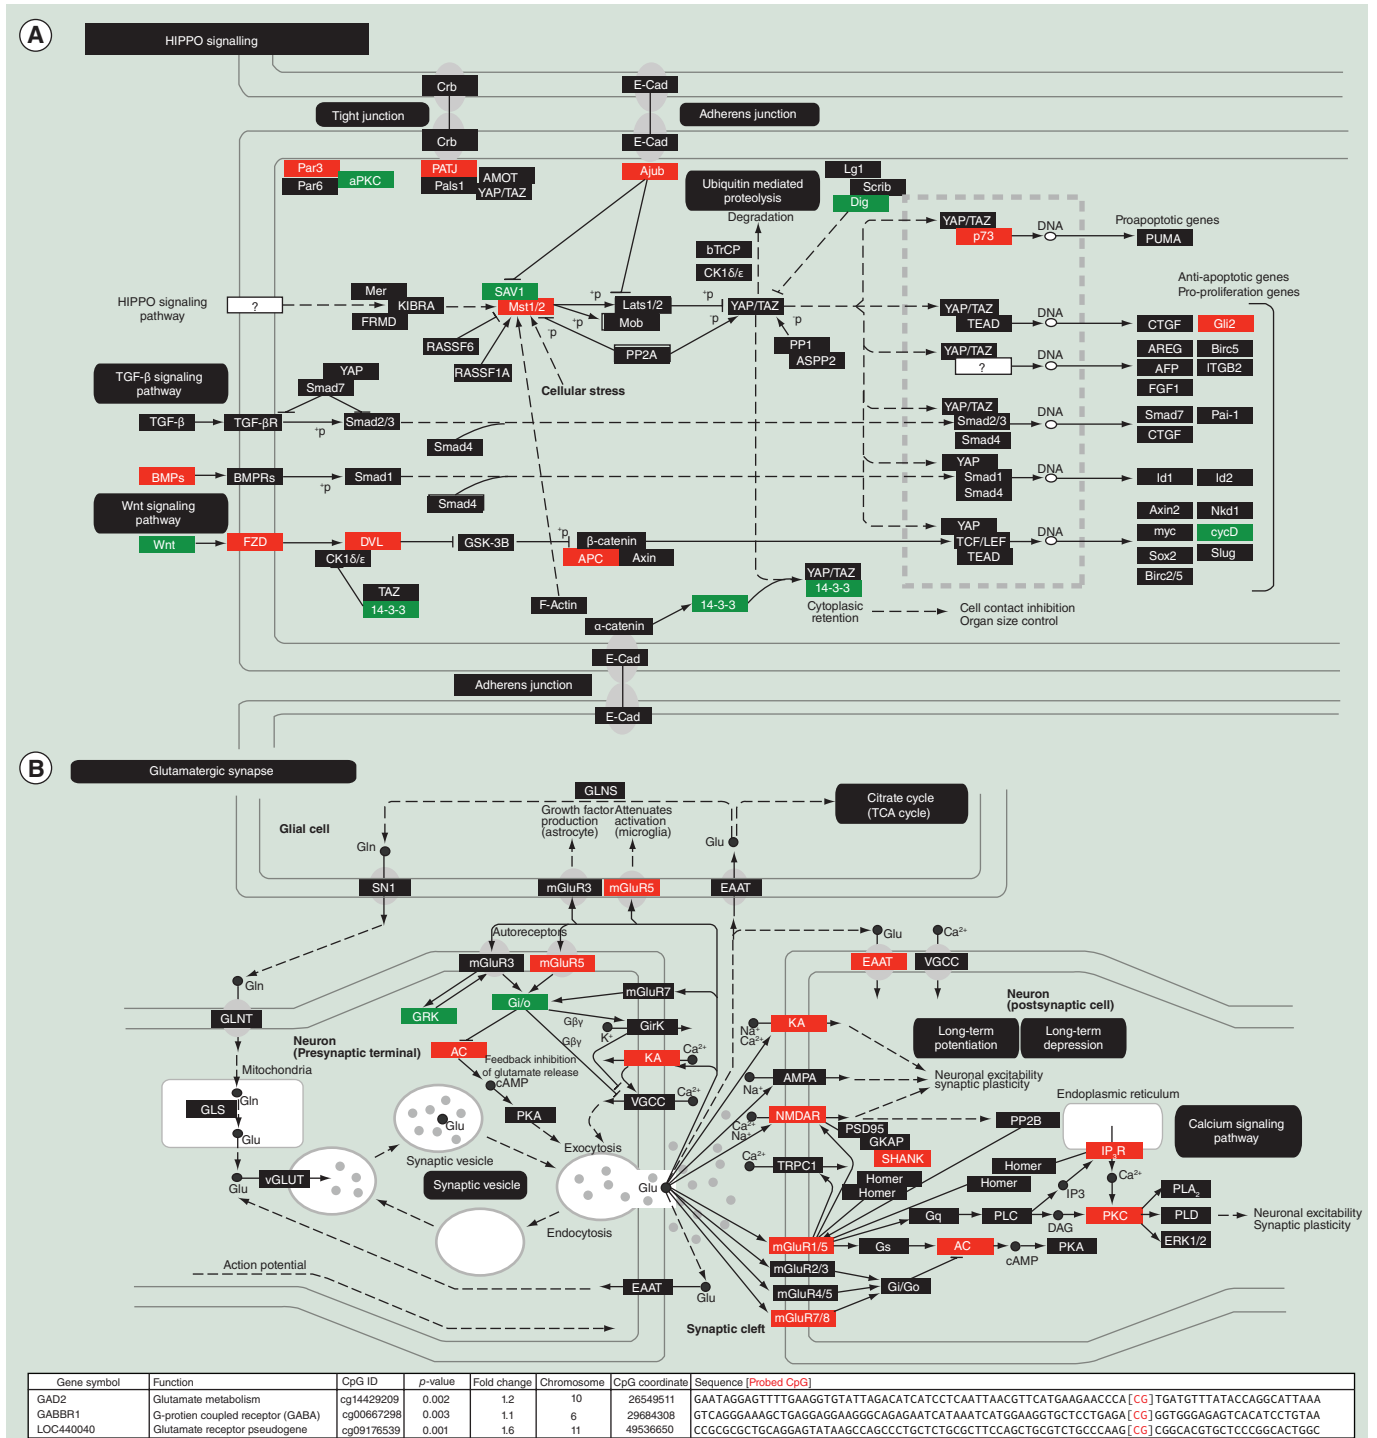 A
HIPPO signalling
Crb
E-Cad
Tight junction
Adherens junction
Crb
E-Cad
Par3
aPKC
Par6
PATJ
Pals1
AMOT
YAP/TAZ
Ajub
Ubiquitin mediated
proteolysis
Degradation
Lg1
Scrib
Dig
bTrCP
CK1δ/ε
YAP/TAZ
p73
DNA
Proapoptotic genes
PUMA
Anti-apoptotic genes
Pro-proliferation genes
HIPPO signaling
pathway
?
Mer
KIBRA
FRMD
SAV1
Mst1/2
+p
+p
-p
Lats1/2
Mob
+p
-p
YAP/TAZ
-p
RASSF6
RASSF1A
PP2A
PP1
ASPP2
Cellular stress
YAP/TAZ
TEAD
DNA
CTGF
Gli2
YAP/TAZ
?
DNA
AREG
Birc5
AFP
ITGB2
FGF1
TGF-β signaling
pathway
YAP
Smad7
TGF-β
TGF-βR
+p
Smad2/3
Smad4
YAP/TAZ
Smad2/3
Smad4
DNA
Smad7
Pai-1
CTGF
BMPs
BMPRs
+p
Smad1
Smad4
YAP
Smad1
Smad4
DNA
Id1
Id2
Wnt signaling
pathway
Wnt
FZD
DVL
CK1δ/ε
TAZ
14-3-3
GSK-3B
+p
β-catenin
APC
Axin
YAP
TCF/LEF
TEAD
DNA
Axin2
Nkd1
myc
cycD
Sox2
Slug
Birc2/5
F-Actin
α-catenin
14-3-3
YAP/TAZ
14-3-3
Cytoplasic
retention
Cell contact inhibition
Organ size control
E-Cad
Adherens junction
E-Cad
B
Glutamatergic synapse
GLNS
Glial cell
Growth factor
production
(astrocyte)
Attenuates
activation
(microglia)
Citrate cycle
(TCA cycle)
Gln
Glu
SN1
mGluR3
mGluR5
EAAT
Autoreceptors
Glu
Ca2+
mGluR3
mGluR5
EAAT
VGCC
Gln
GLNT
GRK
Gi/o
mGluR7
Neuron
(postsynaptic cell)
Neuron
(Presynaptic terminal)
Gβγ
Gβγ
K+
GirK
AC
KA
Ca2+
Feedback inhibition
of glutamate release
cAMP
PKA
VGCC
Ca2+
Exocytosis
Na+
Ca2+
KA
Long-term
potentiation
Long-term
depression
Na+
AMPA
Neuronal excitability
synaptic plasticity
Mitochondria
Gln
GLS
Glu
Glu
vGLUT
Glu
Synaptic vesicle
Synaptic vesicle
Endocytosis
Glu
Ca2+
Na+
NMDAR
PSD95
GKAP
SHANK
Homer
Homer
Ca2+
TRPC1
PP2B
Endoplasmic reticulum
Calcium signaling
pathway
IP3R
Homer
Homer
Ca2+
IP3
Gq
PLC
DAG
PKC
PLA2
PLD
ERK1/2
Neuronal excitability
Synaptic plasticity
mGluR1/5
Gs
AC
cAMP
PKA
mGluR2/3
mGluR4/5
Gi/Go
mGluR7/8
Synaptic cleft
Action potential
EAAT
Glu
Gene symbol Function CpG ID p-value Fold change Chromosome CpG coordinate Sequence [Probed CpG]
GAD2 Glutamate metabolism cg14429209 0.002 1.2 10 26549511 GAATAGGAGTTTTGAAGGTGTATTAGACATCATCCTCAATTAACGTTCATGAAGAACCCA[CG]TGATGTTTATACCAGGCATTAAA
GABBR1 G-protien coupled receptor (GABA) cg00667298 0.003 1.1 6 29684308 GTCAGGGAAAGCTGAGGAGGAAGGGCAGAGAATCATAAATCATGGAAGGTGCTCCTGAGA[CG]GGTGGGAGAGTCACATCCTGTAA
LOC440040 Glutamate receptor pseudogene cg09176539 0.001 1.6 11 49536650 CCGCGCGCTGCAGGAGTATAAGCCAGCCCTGCTCTGCGCTTCCAGCTGCGTCTGCCCAAG[CG]CGGCACGTGCTCCCGGCACTGGC